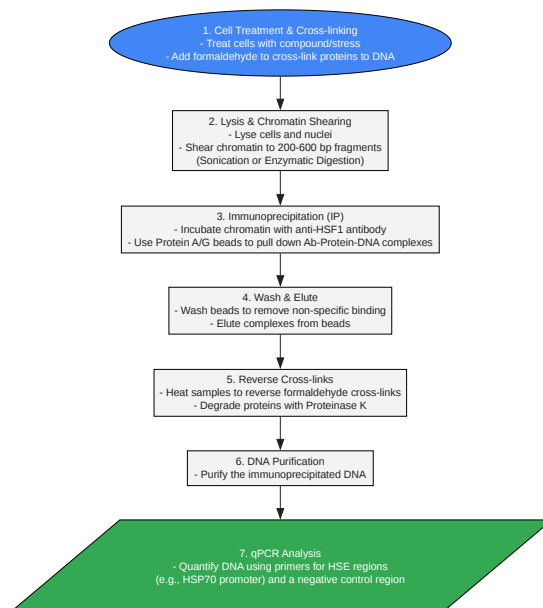 1. Cell Treatment & Cross-linking
- Treat cells with compound/stress
- Add formaldehyde to cross-link proteins to DNA
2. Lysis & Chromatin Shearing
- Lyse cells and nuclei
- Shear chromatin to 200-600 bp fragments
(Sonication or Enzymatic Digestion)
3. Immunoprecipitation (IP)
- Incubate chromatin with anti-HSF1 antibody
- Use Protein A/G beads to pull down Ab-Protein-DNA complexes
4. Wash & Elute
- Wash beads to remove non-specific binding
- Elute complexes from beads
5. Reverse Cross-links
- Heat samples to reverse formaldehyde cross-links
- Degrade proteins with Proteinase K
6. DNA Purification
- Purify the immunoprecipitated DNA
7. qPCR Analysis
- Quantify DNA using primers for HSE regions
(e.g., HSP70 promoter) and a negative control region